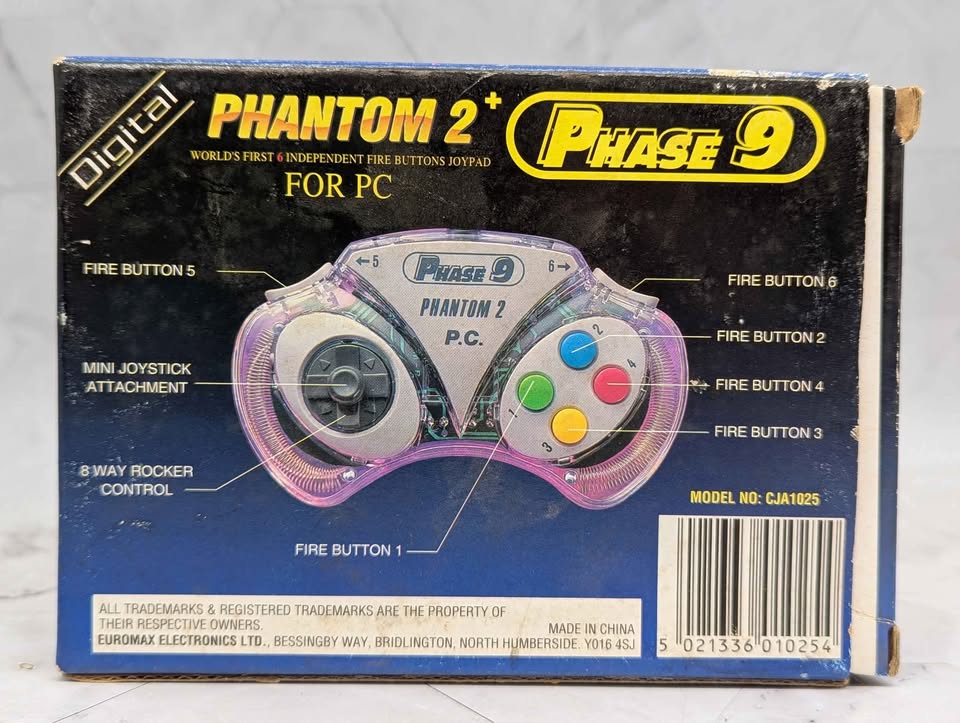 Digital
PHANTOM 2+
PHASE 9
WORLD'S FIRST 6 INDEPENDENT FIRE BUTTONS JOYPAD
FOR PC
FIRE BUTTON 5
MINI JOYSTICK
ATTACHMENT
8 WAY ROCKER
CONTROL
←5
PHASE 9
6→
PHANTOM 2
P.C.
2
4
1
3
FIRE BUTTON 6
FIRE BUTTON 2
FIRE BUTTON 4
FIRE BUTTON 3
FIRE BUTTON 1
MODEL NO: CJA1025
ALL TRADEMARKS & REGISTERED TRADEMARKS ARE THE PROPERTY OF
THEIR RESPECTIVE OWNERS. MADE IN CHINA
EUROMAX ELECTRONICS LTD., BESSINGBY WAY, BRIDLINGTON, NORTH HUMBERSIDE. YO16 4SJ
5 021336 010254